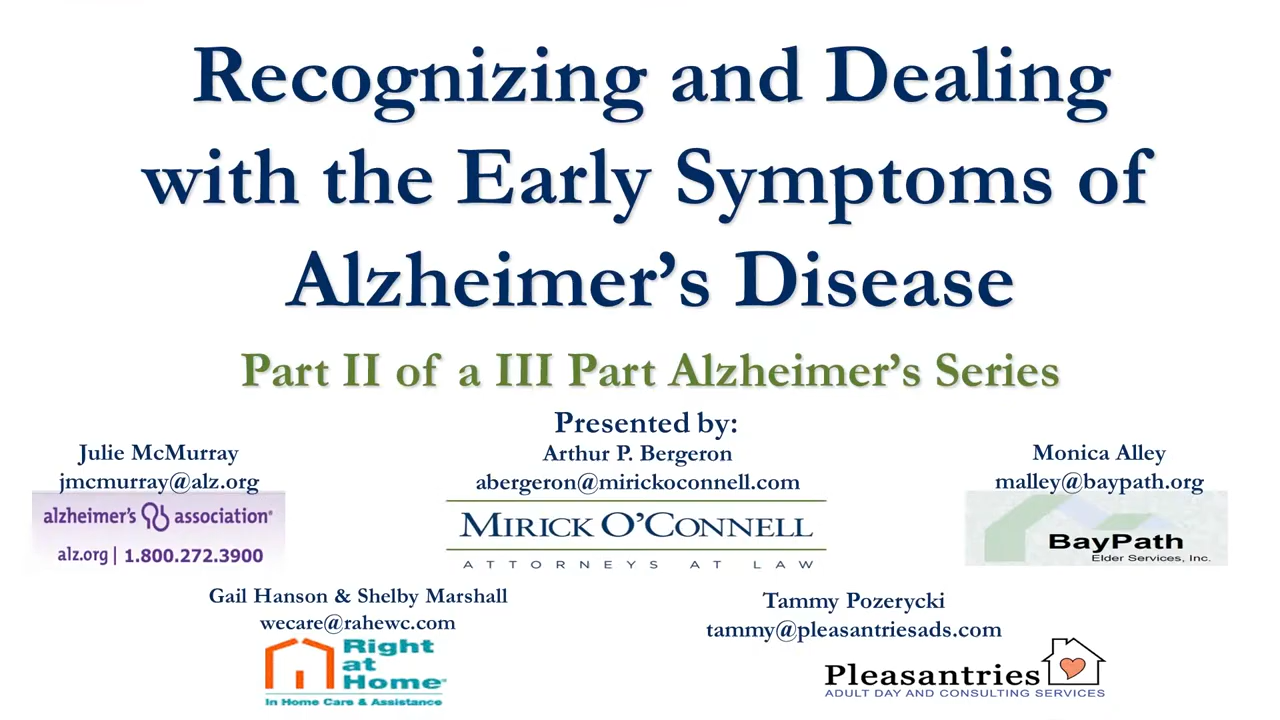 Recognizing and Dealing
with the Early Symptoms of
Alzheimer's Disease
Part II of a III Part Alzheimer's Series
Presented by:
Julie McMurray
jmcmurray@alz.org
alzheimer's association®
alz.org | 1.800.272.3900
Arthur P. Bergeron
abergeron@mirickoconnell.com
MIRICK O'CONNELL
ATTORNEYS AT LAW
Monica Alley
malley@baypath.org
BayPath
Elder Services, Inc.
Gail Hanson & Shelby Marshall
wecare@rahewc.com
Right
at
Home®
In Home Care & Assistance
Tammy Pozerycki
tammy@pleasantriesads.com
Pleasantries
ADULT DAY AND CONSULTING SERVICES